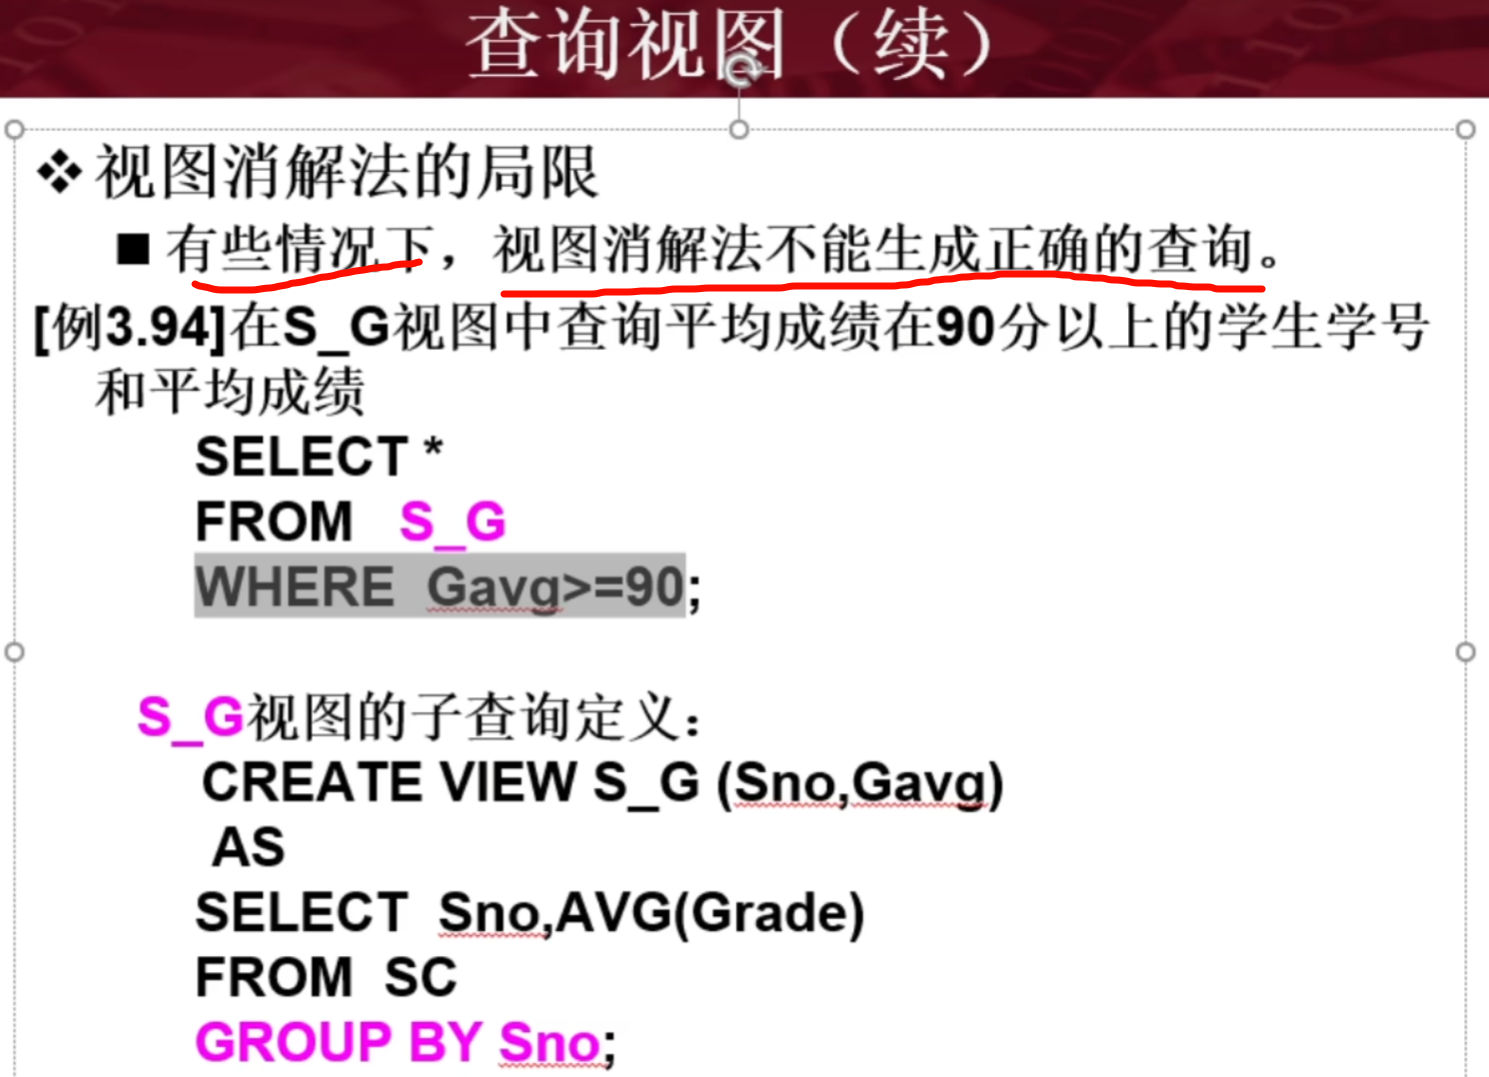 查询视图（续）
❖视图消解法的局限
■ 有些情况下，视图消解法不能生成正确的查询。
[例3.94]在S_G视图中查询平均成绩在90分以上的学生学号
和平均成绩
SELECT *
FROM S_G
WHERE Gavg>=90;
S_G视图的子查询定义：
CREATE VIEW S_G (Sno,Gavg)
AS
SELECT Sno,AVG(Grade)
FROM SC
GROUP BY Sno;